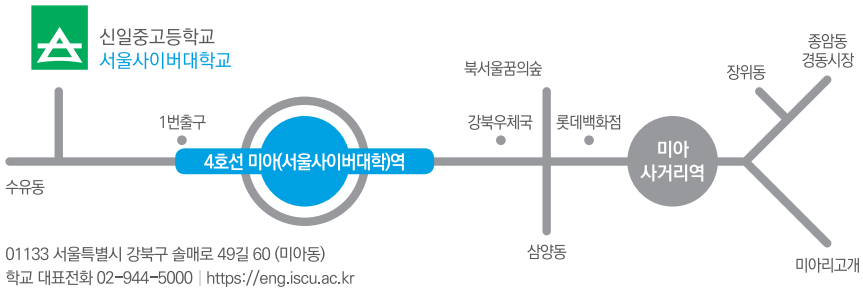 신일중고등학교
서울사이버대학교
종암동
경동시장
북서울꿈의숲
장위동
1번출구
강북우체국
롯데백화점
4호선 미아(서울사이버대학)역
미아
사거리역
수유동
삼양동
미아리고개
01133 서울특별시 강북구 솔매로 49길 60 (미아동)
학교 대표전화 02-944-5000 | https://eng.iscu.ac.kr